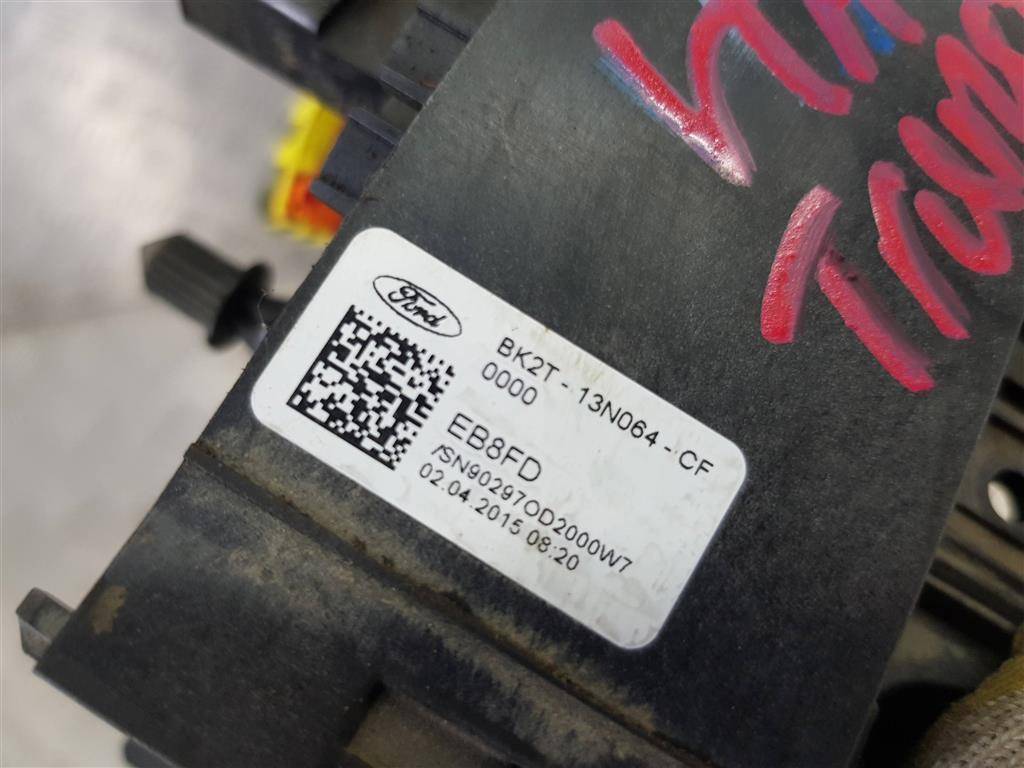 Ford
BK2T - 13N064 - CF
0000
EB8FD
/SN90297OD2000W7
02.04.2015 08:20